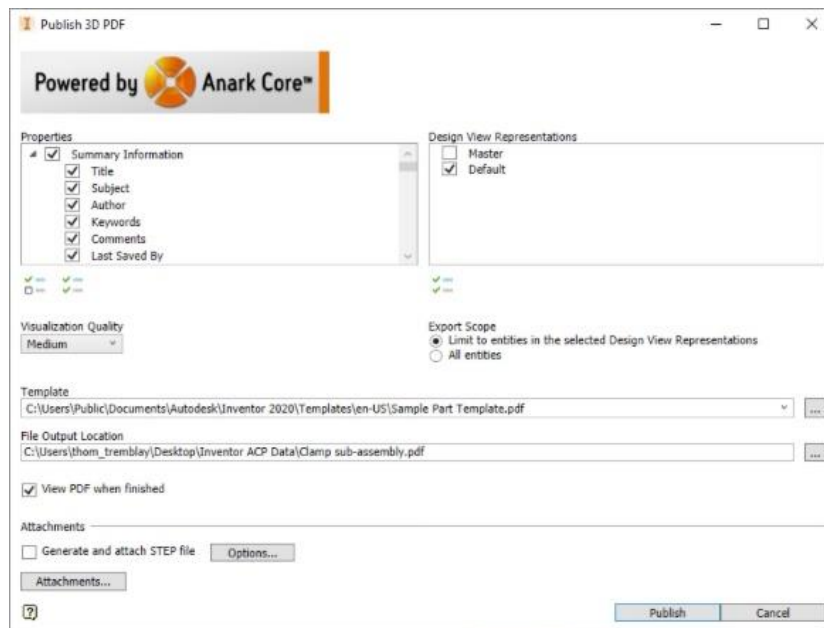 Publish 3D PDF
Powered by Anark Core™
Properties
Summary Information
Title
Subject
Author
Keywords
Comments
Last Saved By
Design View Representations
Master
Default
Visualization Quality
Medium
Export Scope
Limit to entities in the selected Design View Representations
All entities
Template
C:\Users\Public\Documents\Autodesk\Inventor 2020\Templates\en-US\Sample Part Template.pdf
...
File Output Location
C:\Users\thom_tremblay\Desktop\Inventor ACP Data\Clamp sub-assembly.pdf
...
View PDF when finished
Attachments
Generate and attach STEP file Options...
Attachments...
Publish Cancel